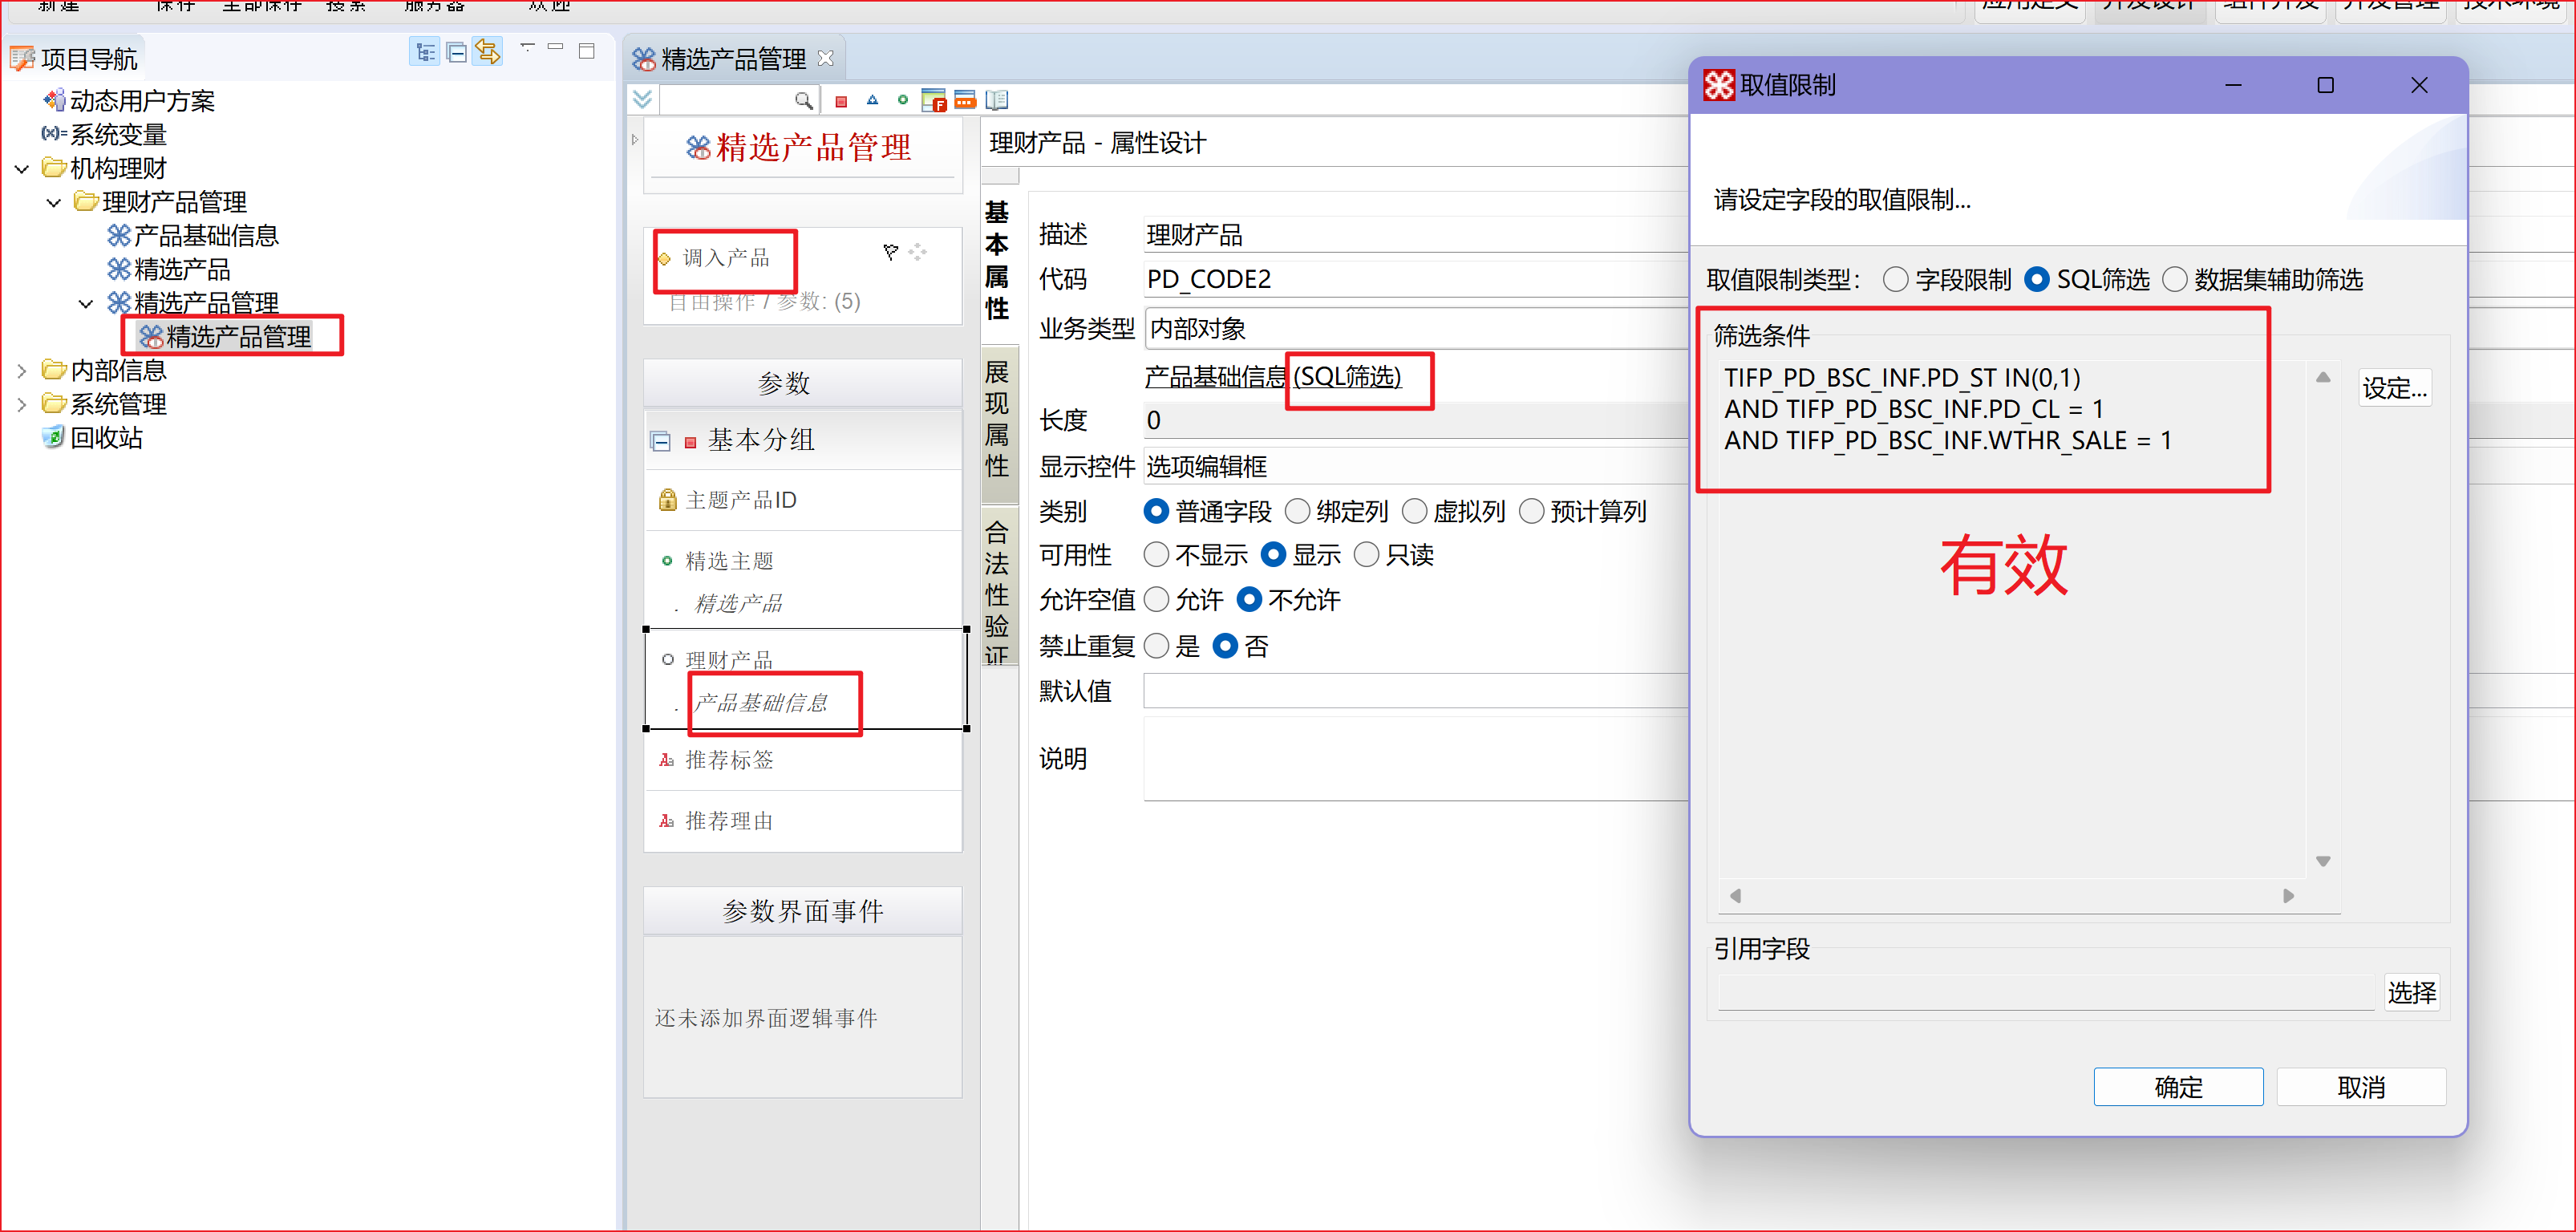 新建 保存 全部保存 搜索 服务器 欢迎
应用定义 开发设计 组件开发 开发管理 技术环境
项目导航
动态用户方案
(x)= 系统变量
机构理财
理财产品管理
产品基础信息
精选产品
精选产品管理
精选产品管理
内部信息
系统管理
回收站
精选产品管理
精选产品管理
调入产品
自由操作 / 参数: (5)
参数
基本分组
主题产品ID
精选主题
. 精选产品
理财产品
. 产品基础信息
Aa 推荐标签
Aa 推荐理由
参数界面事件
还未添加界面逻辑事件
理财产品 - 属性设计
基本属性
展现属性
合法性验证
描述 理财产品
代码 PD_CODE2
业务类型 内部对象
产品基础信息(SQL筛选)
长度 0
显示控件 选项编辑框
类别 普通字段 绑定列 虚拟列 预计算列
可用性 不显示 显示 只读
允许空值 允许 不允许
禁止重复 是 否
默认值
说明
取值限制
请设定字段的取值限制...
取值限制类型: 字段限制 SQL筛选 数据集辅助筛选
筛选条件
TIFP_PD_BSC_INF.PD_ST IN(0,1)
AND TIFP_PD_BSC_INF.PD_CL = 1
AND TIFP_PD_BSC_INF.WTHR_SALE = 1
设定...
有效
引用字段
选择
确定 取消